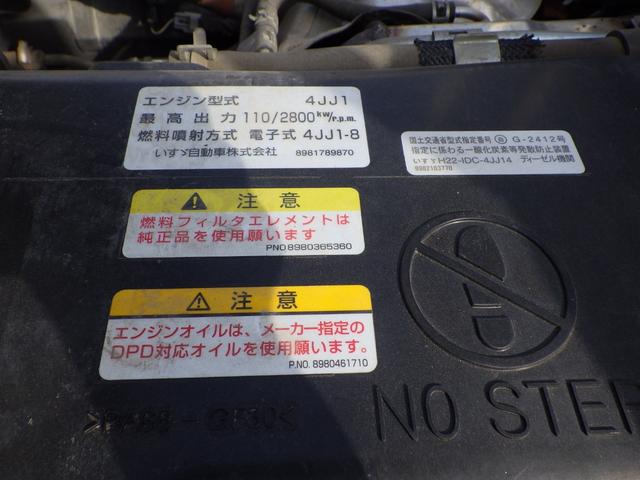 エンジン型式 4JJ1
最高出力 110/2800kW/r.p.m.
燃料噴射方式 電子式 4JJ1-8
いすゞ自動車株式会社 8981789870
国土交通省型式指定番号 ⑧ G-2412号
指定に係わる一酸化炭素等発散防止装置
いすゞH22-IDC-4JJ14 ディーゼル機関
8982103770
注意
燃料フィルタエレメントは
純正品を使用願います
PNO8980365360
注意
エンジンオイルは、メーカー指定の
DPD対応オイルを使用願います。
P.NO. 8980461710
NO STEP